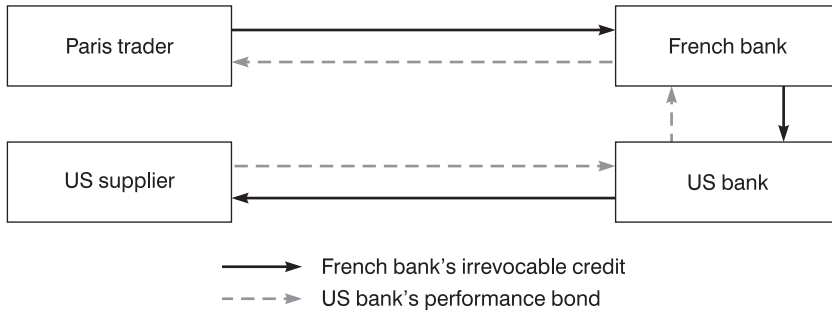 Paris trader
French bank
US supplier
US bank
French bank’s irrevocable credit
US bank’s performance bond